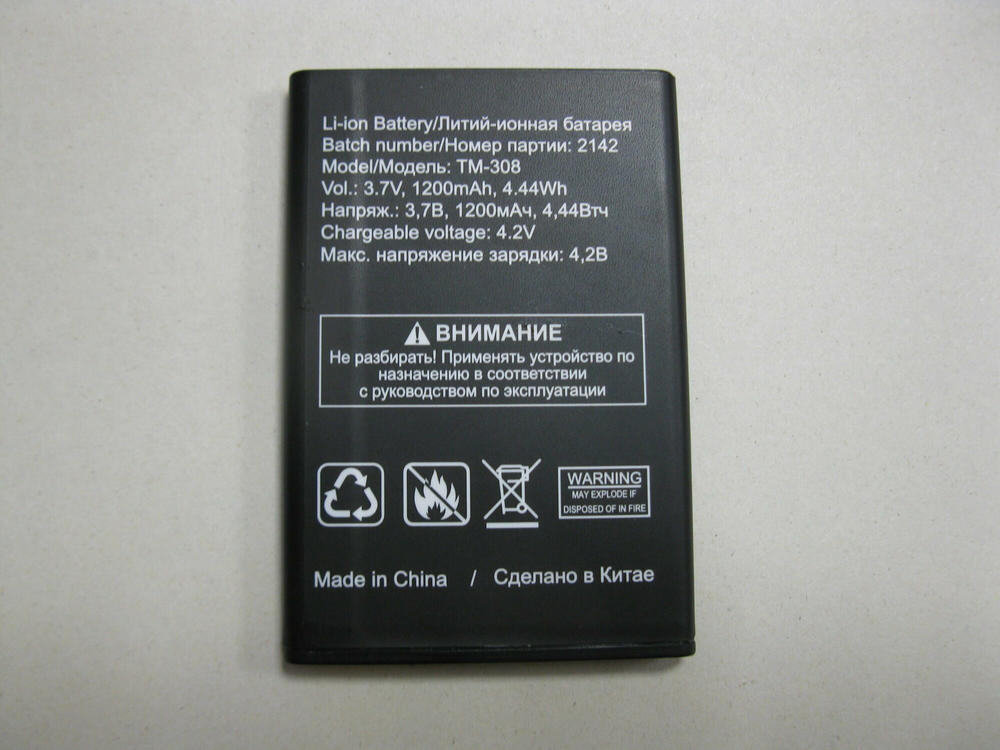 Li-ion Battery/Литий-ионная батарея
Batch number/Номер партии: 2142
Model/Модель: TM-308
Vol.: 3.7V, 1200mAh, 4.44Wh
Напряж.: 3,7В, 1200мАч, 4,44Втч
Chargeable voltage: 4.2V
Макс. напряжение зарядки: 4,2В
ВНИМАНИЕ
Не разбирать! Применять устройство по
назначению в соответствии
с руководством по эксплуатации
WARNING
MAY EXPLODE IF
DISPOSED OF IN FIRE
Made in China / Сделано в Китае